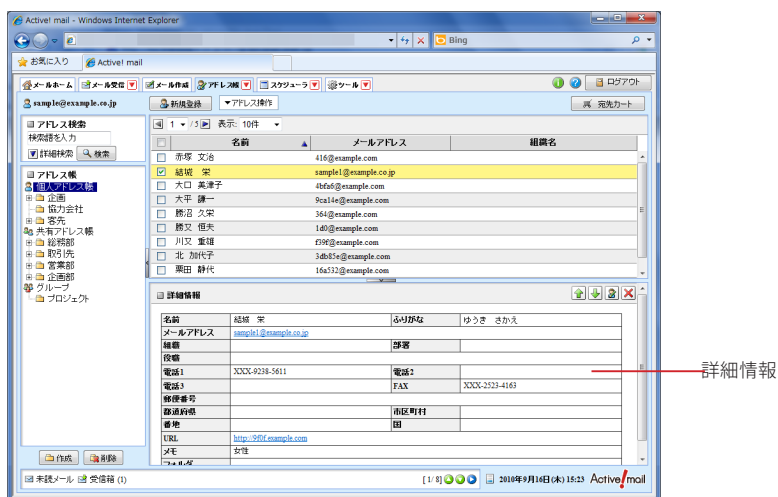 Active! mail - Windows Internet Explorer
Bing
お気に入り Active! mail
メールホーム メール受信 メール作成 アドレス帳 スケジューラ ツール ログアウト
sample@example.co.jp 新規登録 ▼アドレス操作 宛先カート
アドレス検索
検索語を入力
▼詳細検索 検索
アドレス帳
個人アドレス帳
企画
協力会社
客先
共有アドレス帳
総務部
取引先
営業部
企画部
グループ
プロジェクト
作成 削除
1 /5 表示: 10件
名前 ▲ メールアドレス 組織名
赤塚 文治 416@example.com
結城 栄 sample1@example.co.jp
大口 美津子 4bfa6@example.com
大平 謙一 9ca14e@example.com
勝沼 久栄 364@example.com
勝又 恒夫 1d0@example.com
川又 重雄 f39f@example.com
北 加代子 3db85e@example.com
栗田 静代 16a532@example.com
詳細情報
名前 結城 栄 ふりがな ゆうき さかえ
メールアドレス sample1@example.co.jp
組織 部署
役職
電話1 XXX-9238-5611 電話2
電話3 FAX XXX-2523-4163
郵便番号
都道府県 市区町村
番地 国
URL http://9f0f.example.com
メモ 女性
フォルダ
未読メール 受信箱 (1) [1/8] 2010年9月16日(木) 15:23 Active! mail
詳細情報